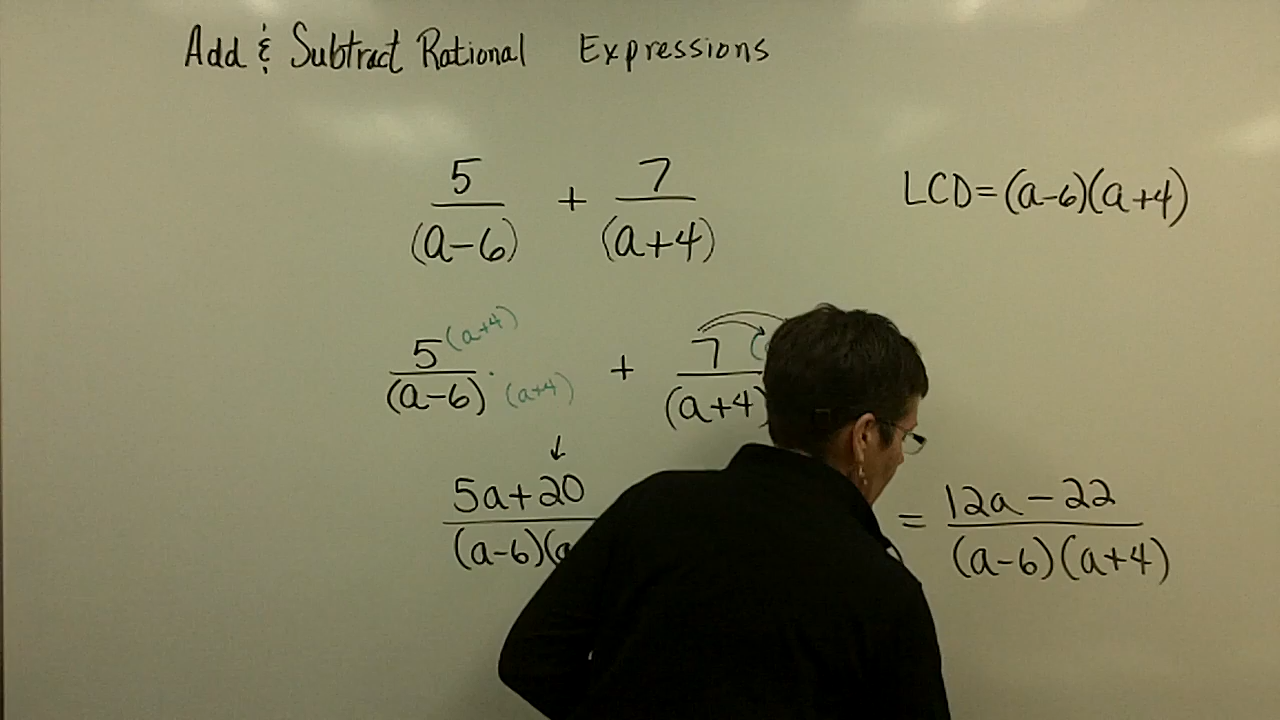 Add & Subtract Rational Expressions
5/(a-6) + 7/(a+4) LCD=(a-6)(a+4)
5(a+4)/(a-6)·(a+4) + 7(/(a+4)
5a+20/(a-6)( = 12a-22/(a-6)(a+4)